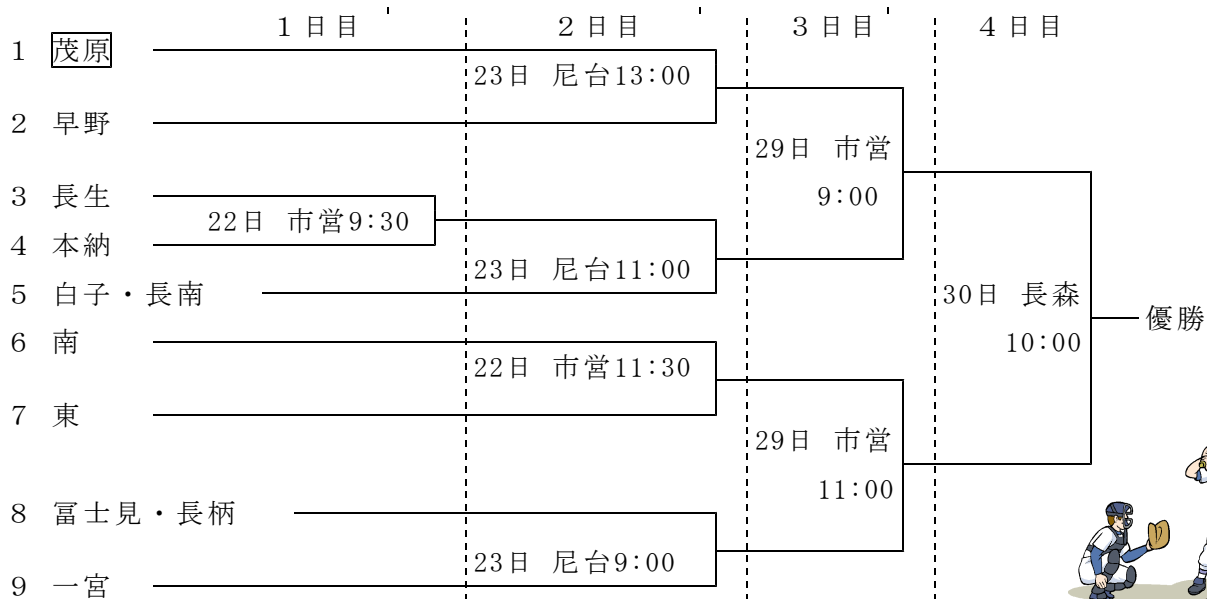 １日目 ２日目 ３日目 ４日目
1 茂原
23日 尼台13:00
2 早野
29日 市営
9:00
3 長生
22日 市営9:30
4 本納
23日 尼台11:00
5 白子・長南
30日 長森
10:00
優勝
6 南
22日 市営11:30
7 東
29日 市営
11:00
8 冨士見・長柄
23日 尼台9:00
9 一宮